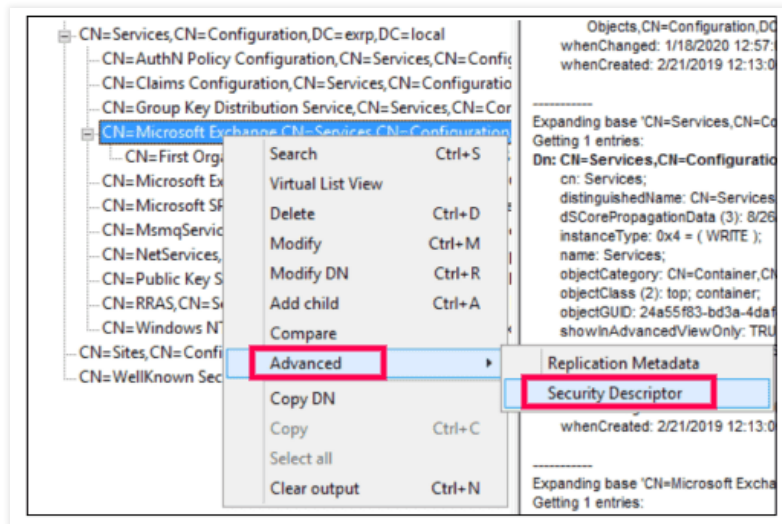 CN=Services,CN=Configuration,DC=exrp,DC=local
CN=AuthN Policy Configuration,CN=Services,CN=Config
CN=Claims Configuration,CN=Services,CN=Configuratio
CN=Group Key Distribution Service,CN=Services,CN=Cor
CN=Microsoft Exchange,CN=Services,CN=Configuration
CN=First Orga
CN=Microsoft Ex
CN=Microsoft SP
CN=MsmqServic
CN=NetServices,
CN=Public Key S
CN=RRAS,CN=Se
CN=Windows NT
CN=Sites,CN=Confi
CN=WellKnown Sec
Search Ctrl+S
Virtual List View
Delete Ctrl+D
Modify Ctrl+M
Modify DN Ctrl+R
Add child Ctrl+A
Compare
Advanced
Copy DN
Copy Ctrl+C
Select all
Clear output Ctrl+N
Replication Metadata
Security Descriptor
Objects,CN=Configuration,DC
whenChanged: 1/18/2020 12:57:
whenCreated: 2/21/2019 12:13:0
-----------
Expanding base 'CN=Services,CN=Co
Getting 1 entries:
Dn: CN=Services,CN=Configuratio
cn: Services;
distinguishedName: CN=Services
dSCorePropagationData (3): 8/26
instanceType: 0x4 = ( WRITE );
name: Services;
objectCategory: CN=Container,CN
objectClass (2): top; container;
objectGUID: 24a55f83-bd3a-4daf
showInAdvancedViewOnly: TRU
whenCreated: 2/21/2019 12:13:0
-----------
Expanding base 'CN=Microsoft Excha
Getting 1 entries: